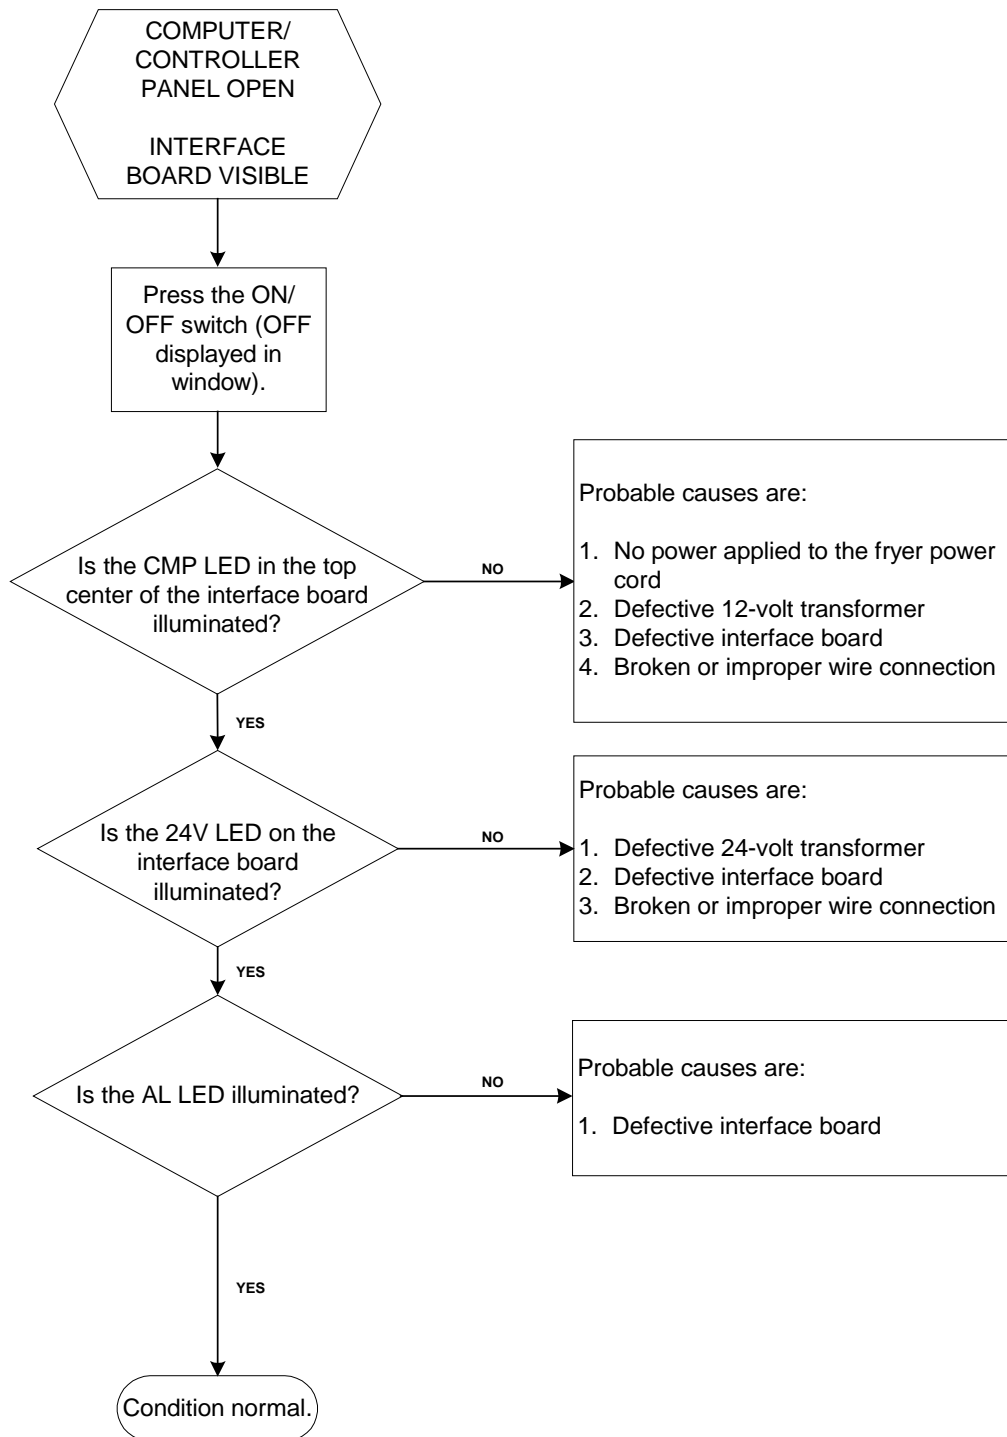 COMPUTER/
CONTROLLER
PANEL OPEN
INTERFACE
BOARD VISIBLE
Press the ON/
OFF switch (OFF
displayed in
window).
Is the CMP LED in the top
center of the interface board
illuminated?
NO
Probable causes are:
1. No power applied to the fryer power
cord
2. Defective 12-volt transformer
3. Defective interface board
4. Broken or improper wire connection
YES
Is the 24V LED on the
interface board
illuminated?
NO
Probable causes are:
1. Defective 24-volt transformer
2. Defective interface board
3. Broken or improper wire connection
YES
Is the AL LED illuminated?
NO
Probable causes are:
1. Defective interface board
YES
Condition normal.